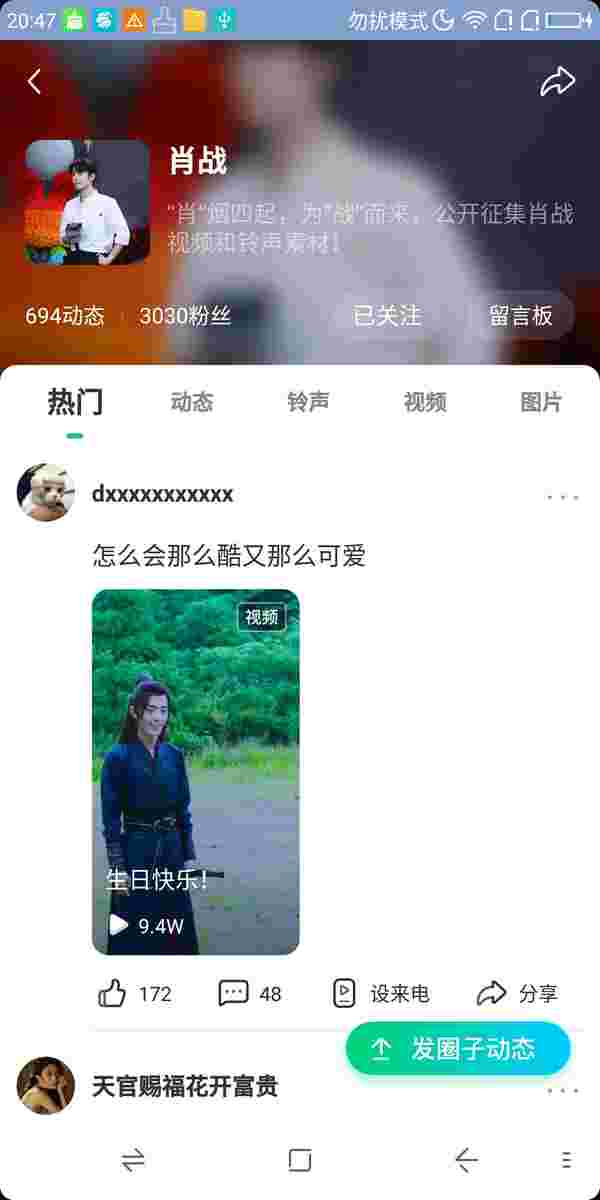 20:47
勿扰模式
肖战
“肖”烟四起，为“战”而来，公开征集肖战
视频和铃声素材！
694动态
3030粉丝
已关注
留言板
热门
动态
铃声
视频
图片
dxxxxxxxxxxx
怎么会那么酷又那么可爱
视频
生日快乐！
9.4W
172
48
设来电
分享
发圈子动态
天官赐福花开富贵